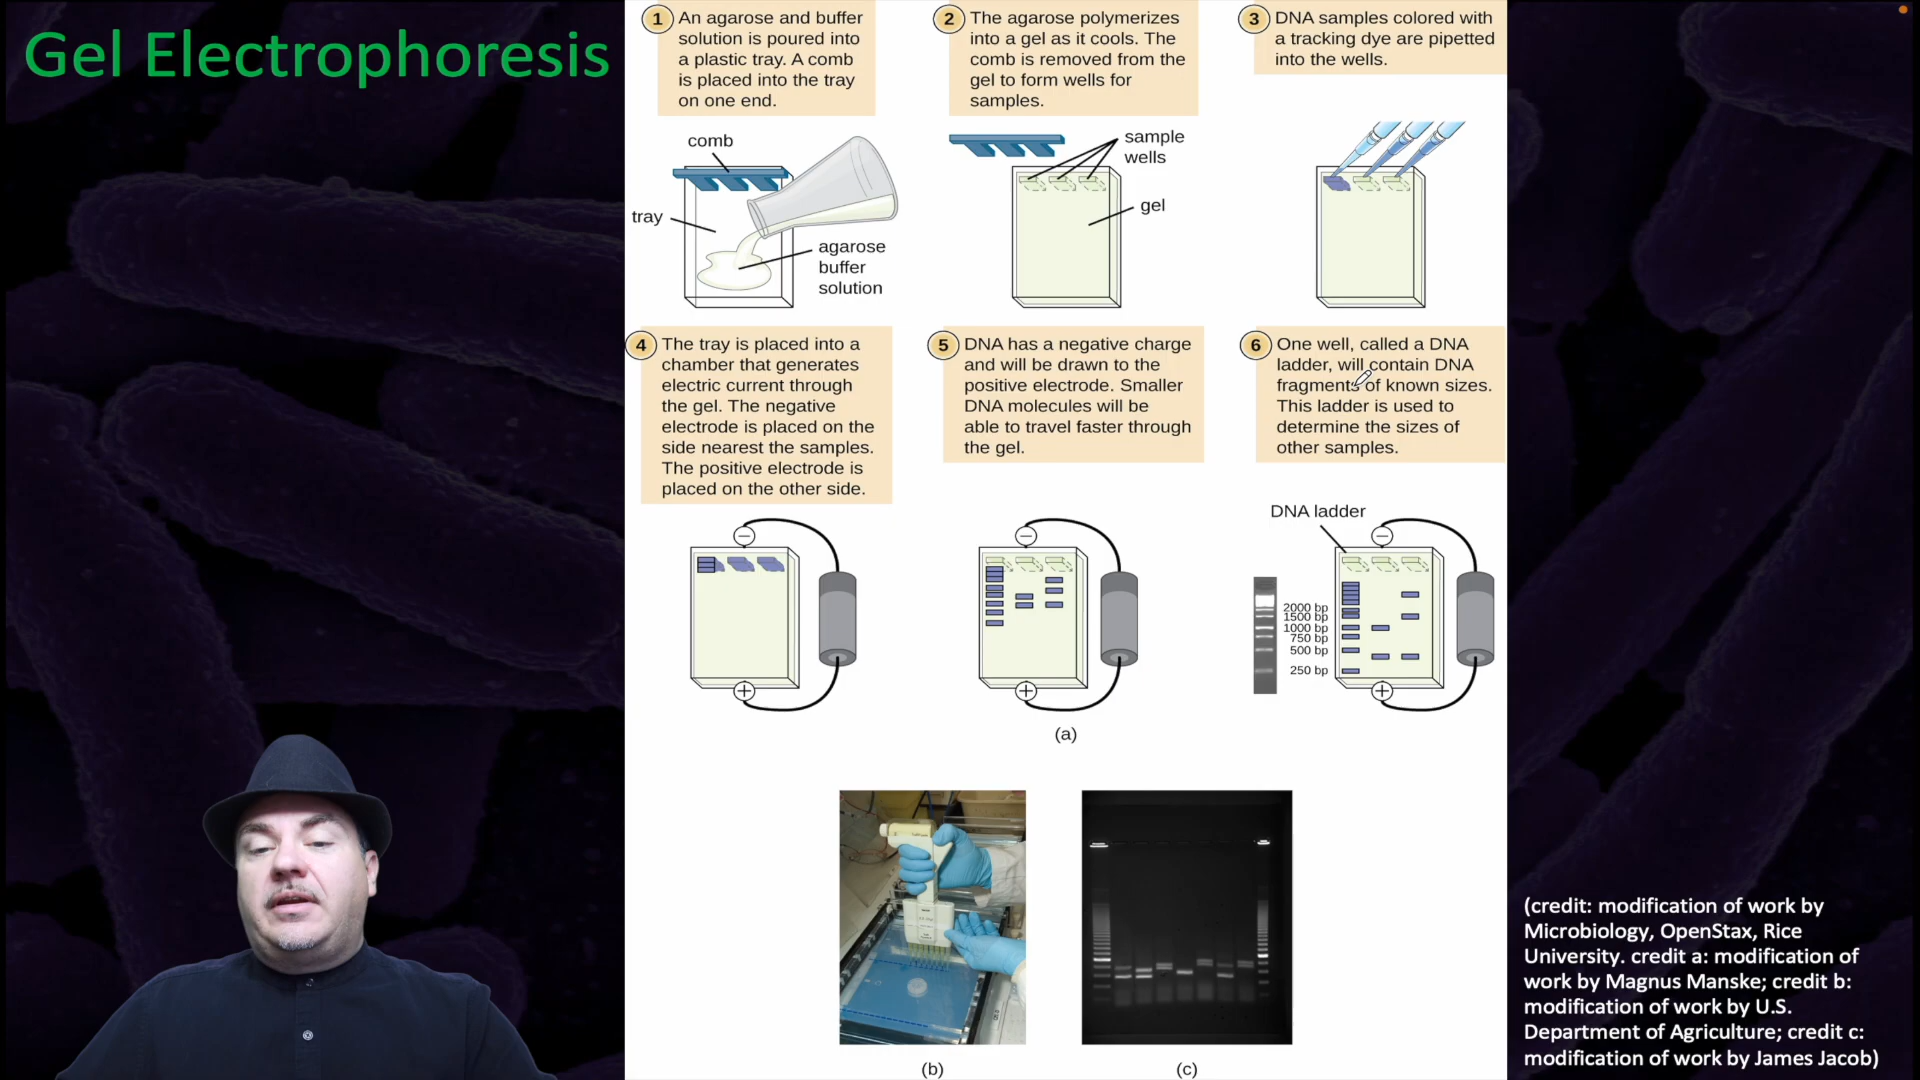 Gel Electrophoresis
1
An agarose and buffer
solution is poured into
a plastic tray. A comb
is placed into the tray
on one end.
comb
tray
agarose
buffer
solution
2
The agarose polymerizes
into a gel as it cools. The
comb is removed from the
gel to form wells for
samples.
sample
wells
gel
3
DNA samples colored with
a tracking dye are pipetted
into the wells.
4
The tray is placed into a
chamber that generates
electric current through
the gel. The negative
electrode is placed on the
side nearest the samples.
The positive electrode is
placed on the other side.
−
+
5
DNA has a negative charge
and will be drawn to the
positive electrode. Smaller
DNA molecules will be
able to travel faster through
the gel.
−
+
6
One well, called a DNA
ladder, will contain DNA
fragments of known sizes.
This ladder is used to
determine the sizes of
other samples.
DNA ladder
−
2000 bp
1500 bp
1000 bp
750 bp
500 bp
250 bp
+
(a)
(b)
(c)
(credit: modification of work by
Microbiology, OpenStax, Rice
University. credit a: modification of
work by Magnus Manske; credit b:
modification of work by U.S.
Department of Agriculture; credit c:
modification of work by James Jacob)